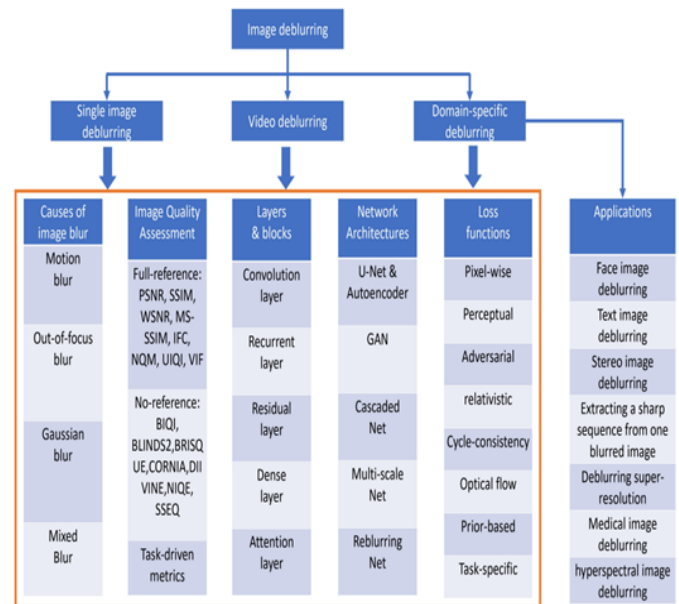 Image deblurring
Single image
deblurring
Video deblurring
Domain-specific
deblurring
Causes of
image blur
Motion
blur
Out-of-focus
blur
Gaussian
blur
Mixed
Blur
Image Quality
Assessment
Full-reference:
PSNR, SSIM,
WSNR, MS-
SSIM, IFC,
NQM, UIQI, VIF
No-reference:
BIQI,
BLINDS2,BRISQ
UE,CORNIA,DII
VINE,NIQE,
SSEQ
Task-driven
metrics
Layers
& blocks
Convolution
layer
Recurrent
layer
Residual
layer
Dense
layer
Attention
layer
Network
Architectures
U-Net &
Autoencoder
GAN
Cascaded
Net
Multi-scale
Net
Reblurring
Net
Loss
functions
Pixel-wise
Perceptual
Adversarial
relativistic
Cycle-consistency
Optical flow
Prior-based
Task-specific
Applications
Face image
deblurring
Text image
deblurring
Stereo image
deblurring
Extracting a sharp
sequence from one
blurred image
Deblurring super-
resolution
Medical image
deblurring
hyperspectral image
deblurring